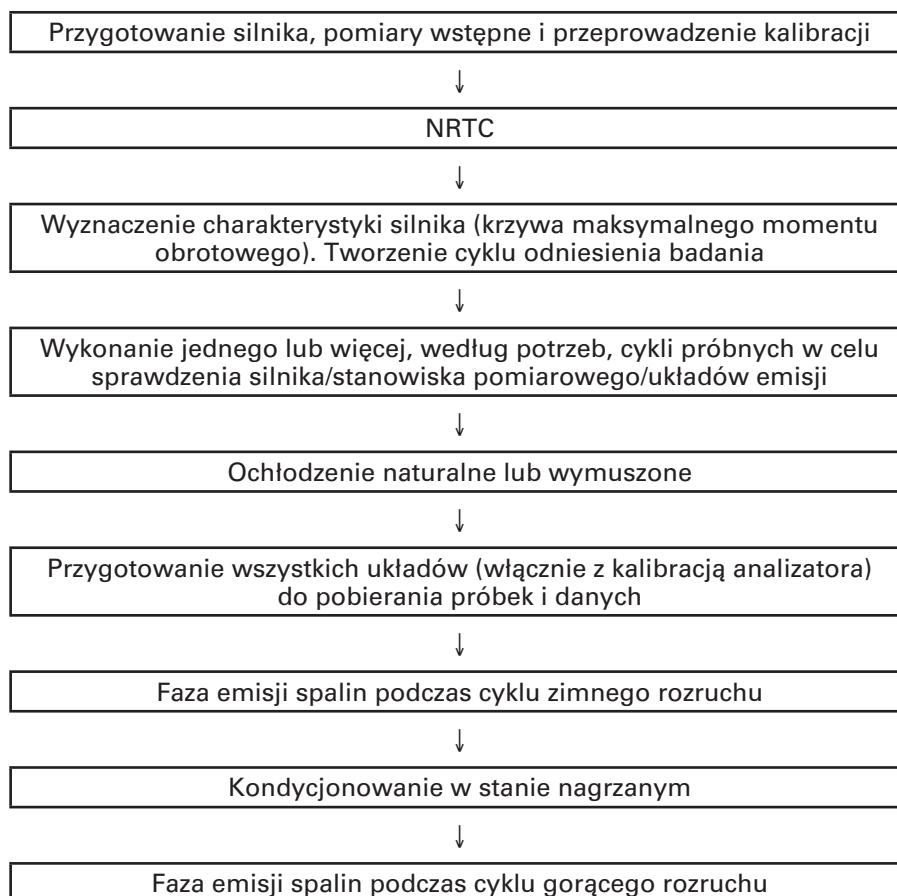 Przygotowanie silnika, pomiary wstępne i przeprowadzenie kalibracji
↓
NRTC
↓
Wyznaczenie charakterystyki silnika (krzywa maksymalnego momentu
obrotowego). Tworzenie cyklu odniesienia badania
↓
Wykonanie jednego lub więcej, według potrzeb, cykli próbnych w celu
sprawdzenia silnika/stanowiska pomiarowego/układów emisji
↓
Ochłodzenie naturalne lub wymuszone
↓
Przygotowanie wszystkich układów (włącznie z kalibracją analizatora)
do pobierania próbek i danych
↓
Faza emisji spalin podczas cyklu zimnego rozruchu
↓
Kondycjonowanie w stanie nagrzanym
↓
Faza emisji spalin podczas cyklu gorącego rozruchu